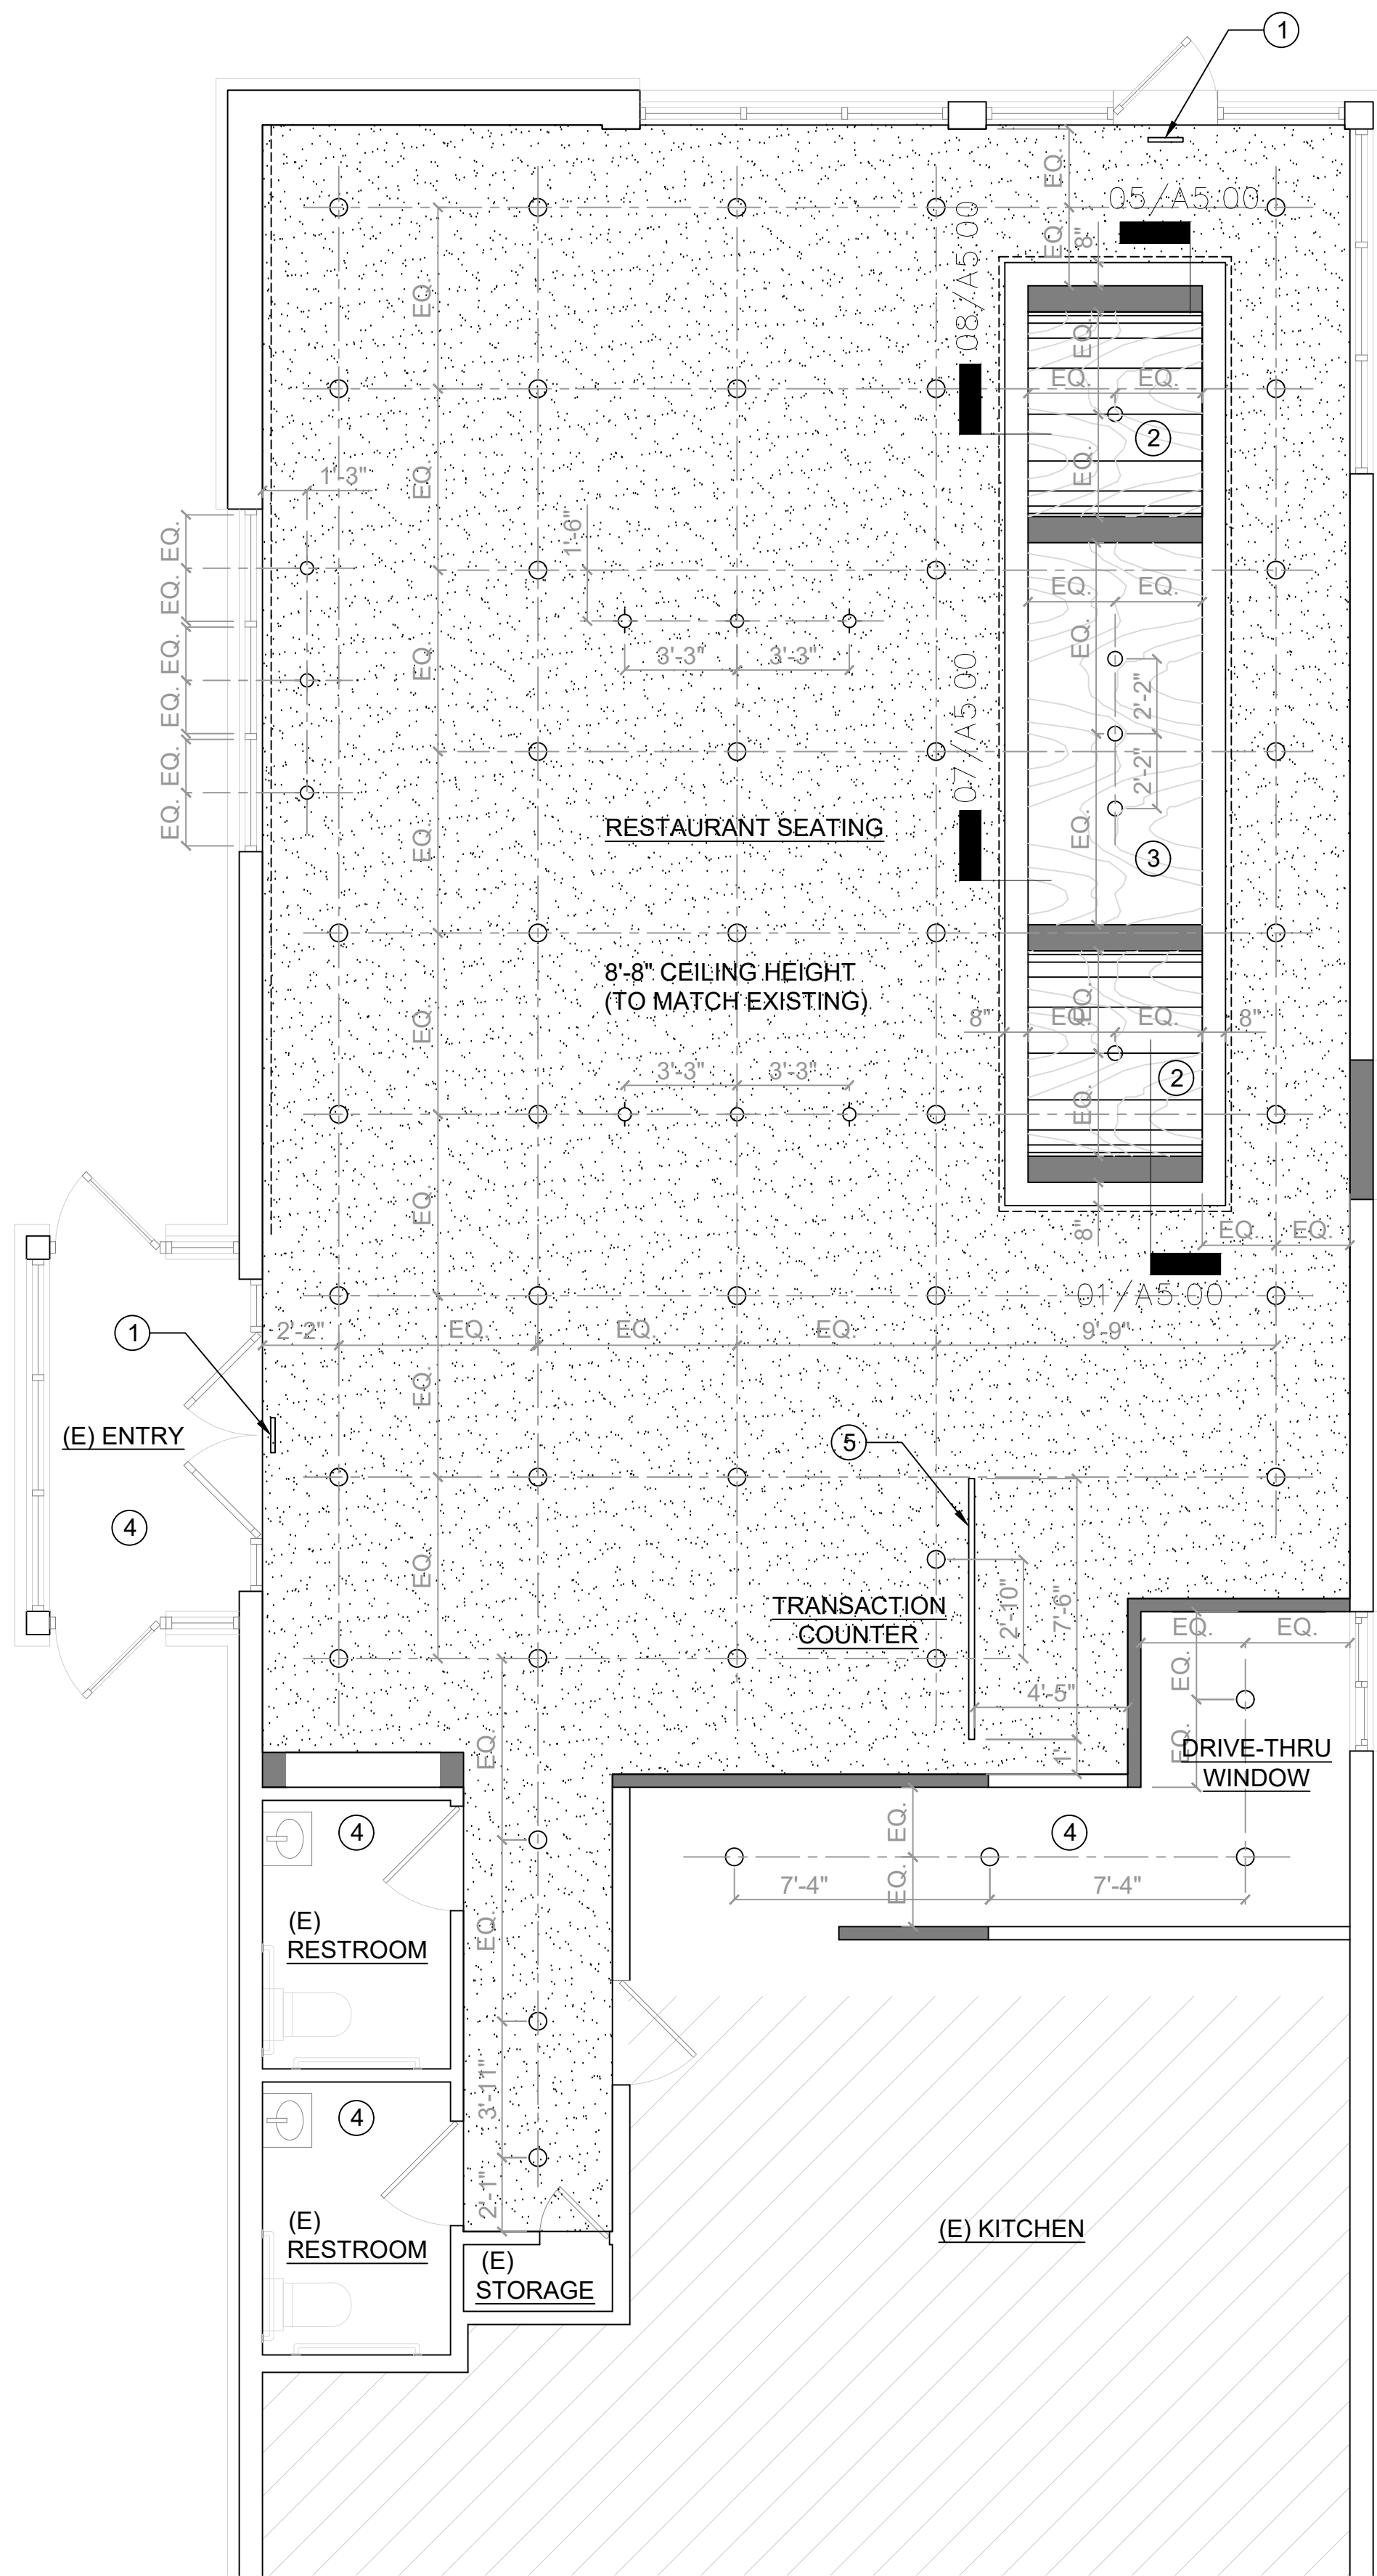 1
EQ.
05/A5.00
EQ.
8"
08/A5.00
EQ.
EQ.
EQ.
EQ.
2
EQ.
EQ.
1'-3"
1'-6"
EQ.
EQ.
EQ.
EQ.
EQ.
EQ.
EQ.
EQ.
EQ.
EQ.
3'-3"
3'-3"
2'-2"
07/A5.00
2'-2"
RESTAURANT SEATING
EQ.
EQ.
3
8'-8" CEILING HEIGHT
(TO MATCH EXISTING)
EQ.
8"
EQ.
EQ.
8"
EQ.
3'-3"
3'-3"
2
EQ.
EQ.
8"
EQ.
EQ.
01/A5.00
1
2'-2"
EQ.
EQ.
EQ.
9'-9"
EQ.
(E) ENTRY
5
4
EQ.
TRANSACTION
COUNTER
2'-10"
7'-6"
EQ.
EQ.
EQ.
4'-5"
EQ.
1'
EQ.
DRIVE-THRU
WINDOW
4
EQ.
4
EQ.
7'-4"
7'-4"
(E)
RESTROOM
EQ.
3'-11"
4
2'-1"
(E)
RESTROOM
(E) KITCHEN
(E)
STORAGE